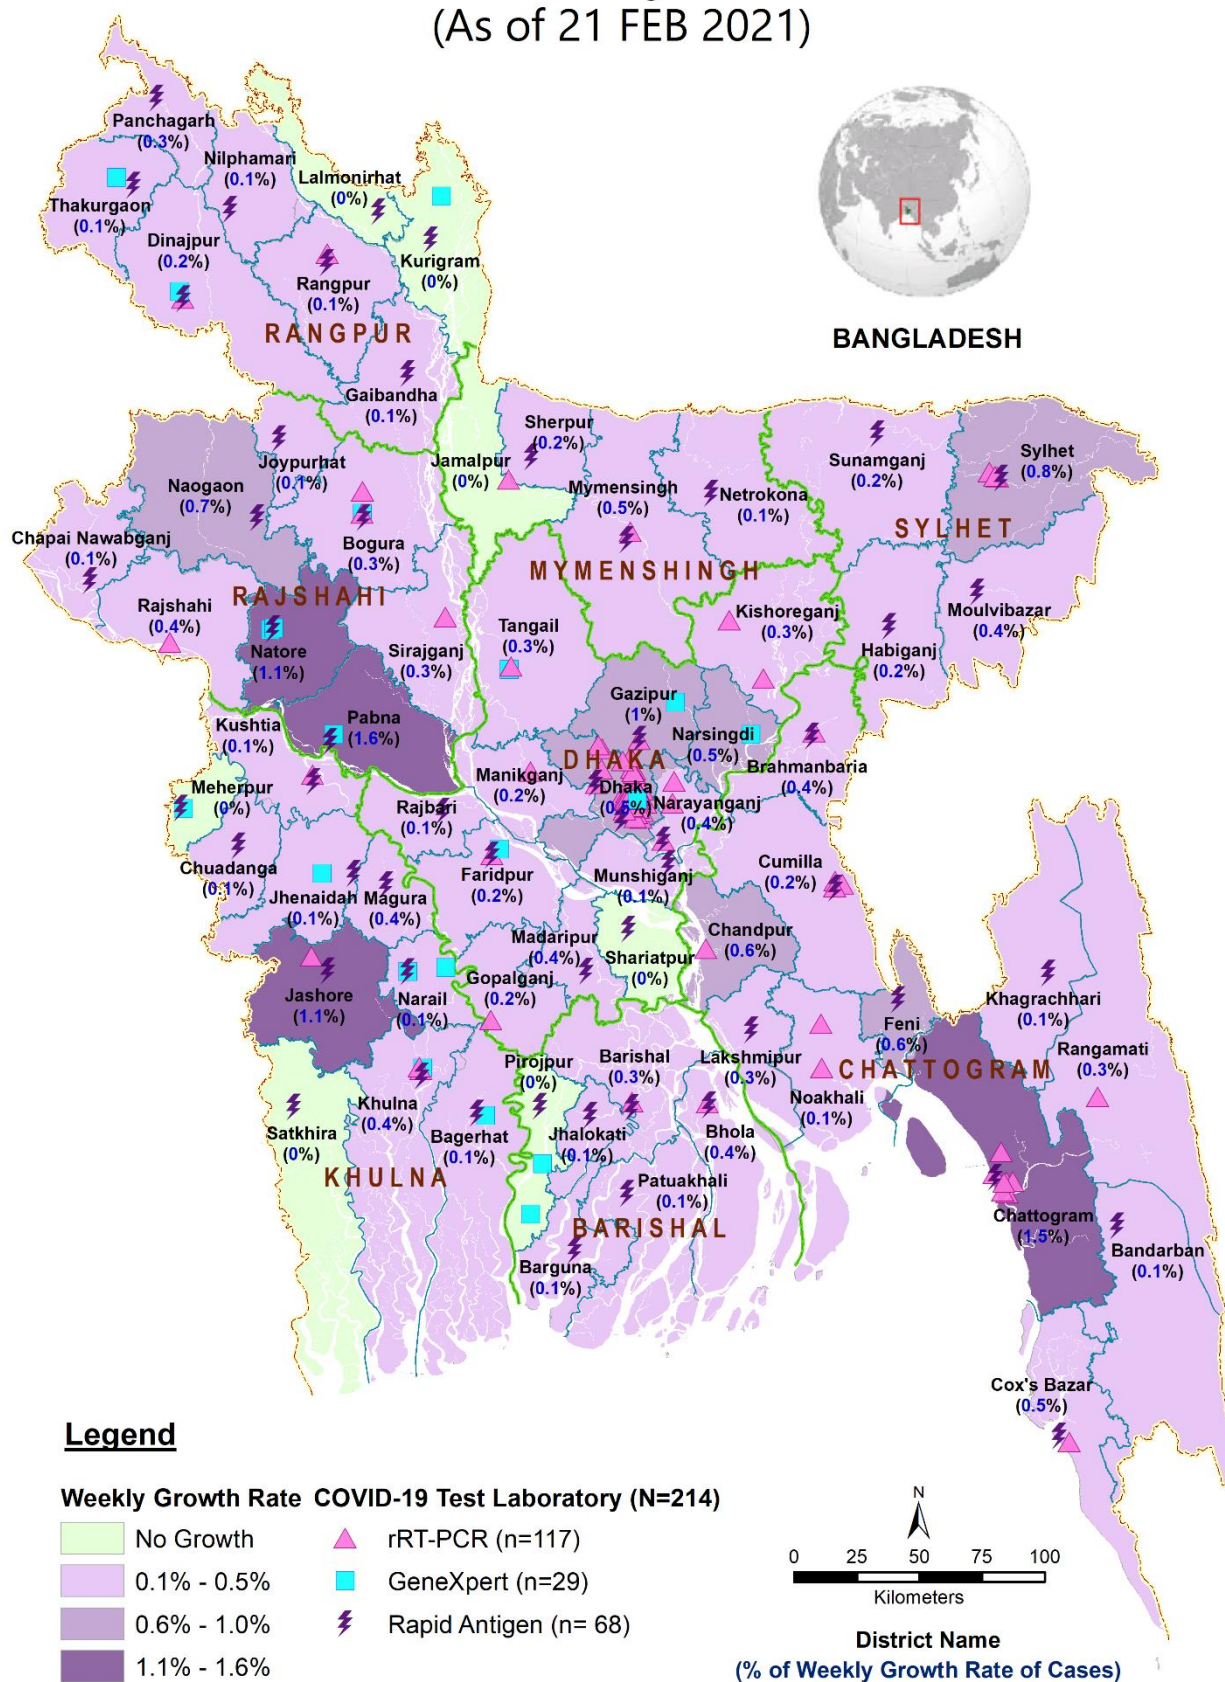 (As of 21 FEB 2021)
Panchagarh
(0.3%)
Nilphamari
(0.1%)
Lalmonirhat
(0%)
Thakurgaon
(0.1%)
Dinajpur
(0.2%)
Kurigram
(0%)
Rangpur
(0.1%)
RANGPUR
BANGLADESH
Gaibandha
(0.1%)
Sherpur
(0.2%)
Joypurhat
(0.1%)
Jamalpur
(0%)
Sunamganj
(0.2%)
Sylhet
(0.8%)
Naogaon
(0.7%)
Mymensingh
(0.5%)
Netrokona
(0.1%)
SYLHET
Chapai Nawabganj
(0.1%)
Bogura
(0.3%)
MYMENSHINGH
RAJSHAHI
Rajshahi
(0.4%)
Kishoreganj
(0.3%)
Moulvibazar
(0.4%)
Tangail
(0.3%)
Habiganj
(0.2%)
Natore
(1.1%)
Sirajganj
(0.3%)
Gazipur
(1%)
Pabna
(1.6%)
Kushtia
(0.1%)
Narsingdi
(0.5%)
DHAKA
Brahmanbaria
(0.4%)
Manikganj
(0.2%)
Meherpur
(0%)
Dhaka
(0.5%)
Narayanganj
(0.4%)
Rajbari
(0.1%)
Chuadanga
(0.1%)
Faridpur
(0.2%)
Munshiganj
(0.1%)
Cumilla
(0.2%)
Jhenaidah
(0.1%)
Magura
(0.4%)
Chandpur
(0.6%)
Madaripur
(0.4%)
Shariatpur
(0%)
Gopalganj
(0.2%)
Jashore
(1.1%)
Narail
(0.1%)
Khagrachhari
(0.1%)
Feni
(0.6%)
Rangamati
(0.3%)
Pirojpur
(0%)
Barishal
(0.3%)
Lakshmipur
(0.3%)
CHATTOGRAM
Noakhali
(0.1%)
Khulna
(0.4%)
Satkhira
(0%)
Bagerhat
(0.1%)
Jhalokati
(0.1%)
Bhola
(0.4%)
KHULNA
Patuakhali
(0.1%)
BARISHAL
Chattogram
(1.5%)
Bandarban
(0.1%)
Barguna
(0.1%)
Cox's Bazar
(0.5%)
Legend
Weekly Growth Rate COVID-19 Test Laboratory (N=214)
No Growth
rRT-PCR (n=117)
0.1% - 0.5%
GeneXpert (n=29)
0.6% - 1.0%
Rapid Antigen (n= 68)
1.1% - 1.6%
N
0 25 50 75 100
Kilometers
District Name
(% of Weekly Growth Rate of Cases)